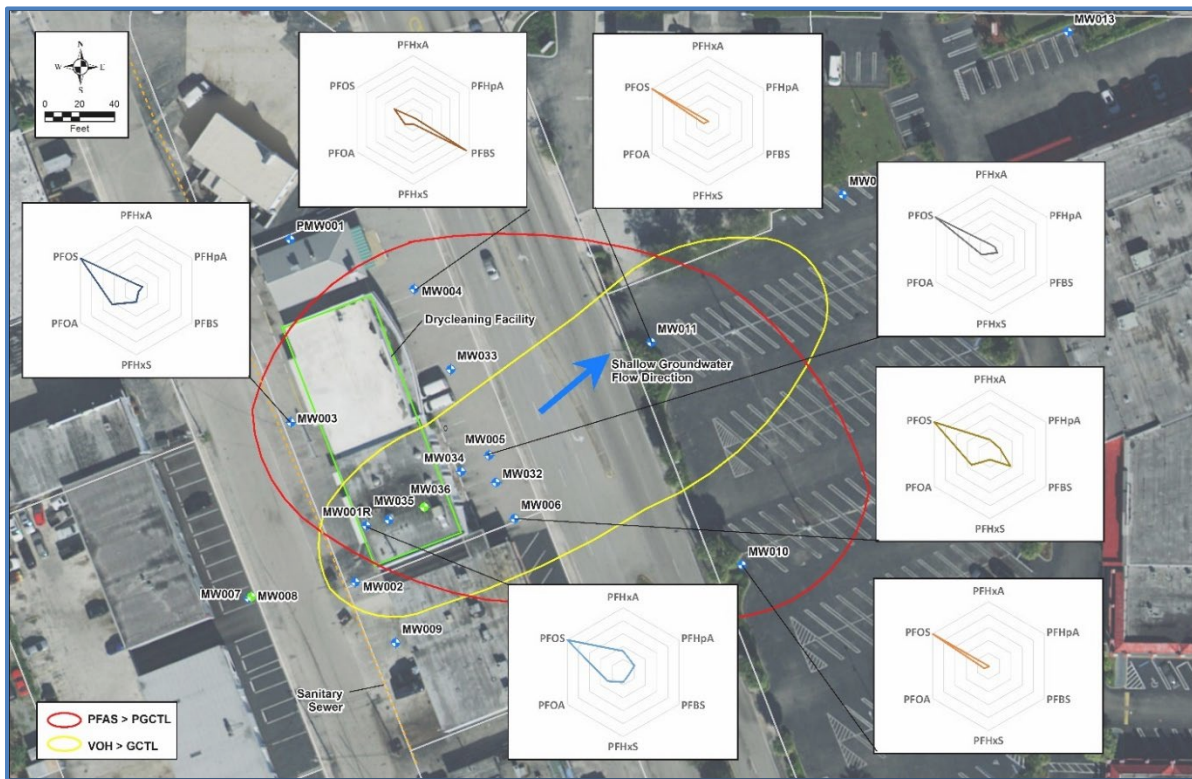 N
W
E
S
0 20 40
Feet
PFHxA
PFOS
PFHpA
PFOA
PFBS
PFHxS
PFHxA
PFOS
PFHpA
PFOA
PFBS
PFHxS
MW013
PFHxA
PFOS
PFHpA
PFOA
PFBS
PFHxS
MW0
PFHxA
PFOS
PFHpA
PFOA
PFBS
PFHxS
PMW001
MW004
Drycleaning Facility
MW011
MW033
Shallow Groundwater
Flow Direction
MW003
MW005
MW034
MW032
MW036
MW035
MW001R
MW006
PFHxA
PFOS
PFHpA
PFOA
PFBS
PFHxS
MW010
MW002
MW007
MW008
MW009
Sanitary
Sewer
PFHxA
PFOS
PFHpA
PFOA
PFBS
PFHxS
PFHxA
PFOS
PFHpA
PFOA
PFBS
PFHxS
PFAS > PGCTL
VOH > GCTL